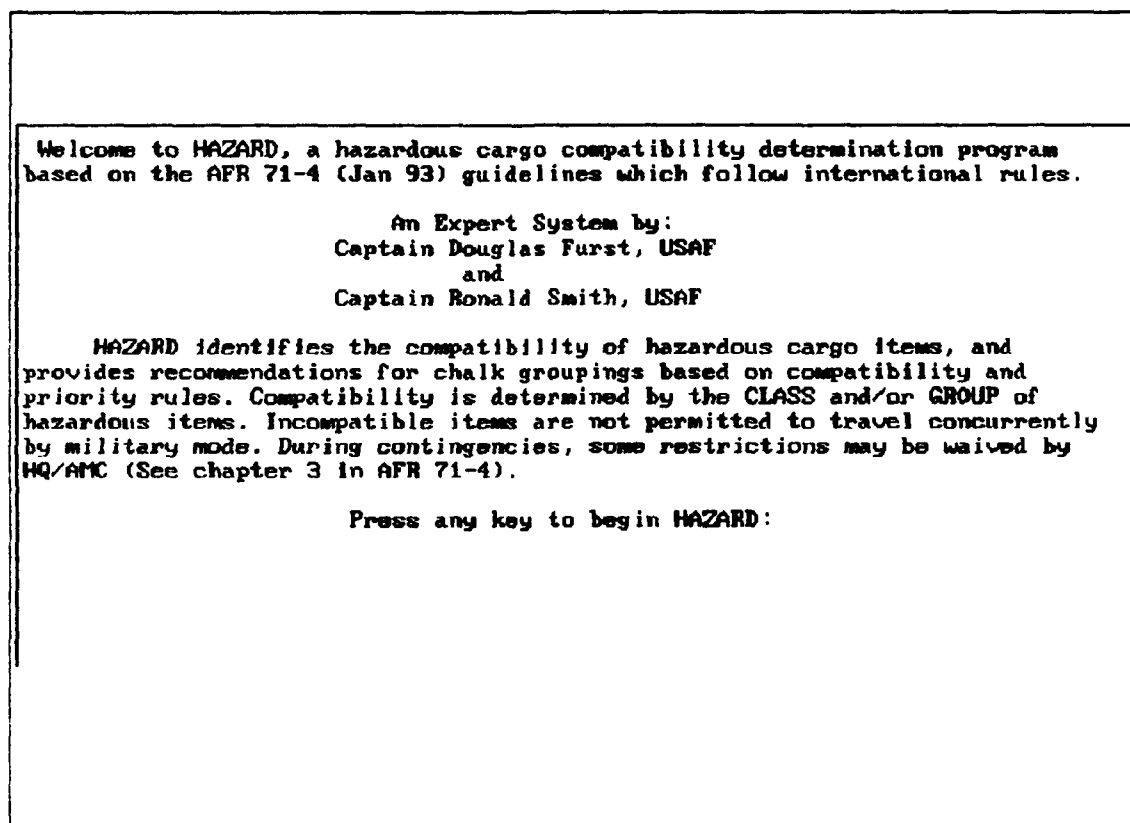 Welcome to HAZARD, a hazardous cargo compatibility determination program
based on the AFR 71-4 (Jan 93) guidelines which follow international rules.
An Expert System by:
Captain Douglas Furst, USAF
and
Captain Ronald Smith, USAF
HAZARD identifies the compatibility of hazardous cargo items, and
provides recommendations for chalk groupings based on compatibility and
priority rules. Compatibility is determined by the CLASS and/or GROUP of
hazardous items. Incompatible items are not permitted to travel concurrently
by military mode. During contingencies, some restrictions may be waived by
HQ/AMC (See chapter 3 in AFR 71-4).
Press any key to begin HAZARD: